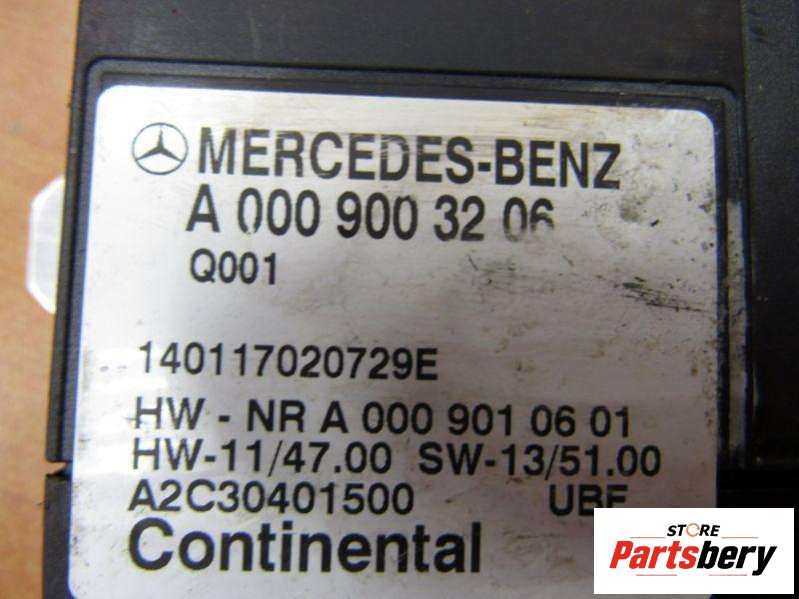 MERCEDES-BENZ
A 000 900 32 06
Q001
140117020729E
HW - NR A 000 901 06 01
HW-11/47.00 SW-13/51.00
A2C30401500 UBF
Continental
STORE
Partsbery